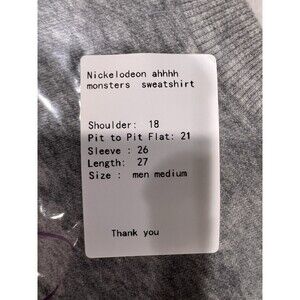 Nickelodeon ahhhh
monsters sweatshirt
Shoulder: 18
Pit to Pit Flat: 21
Sleeve : 26
Length: 27
Size : men medium
Thank you